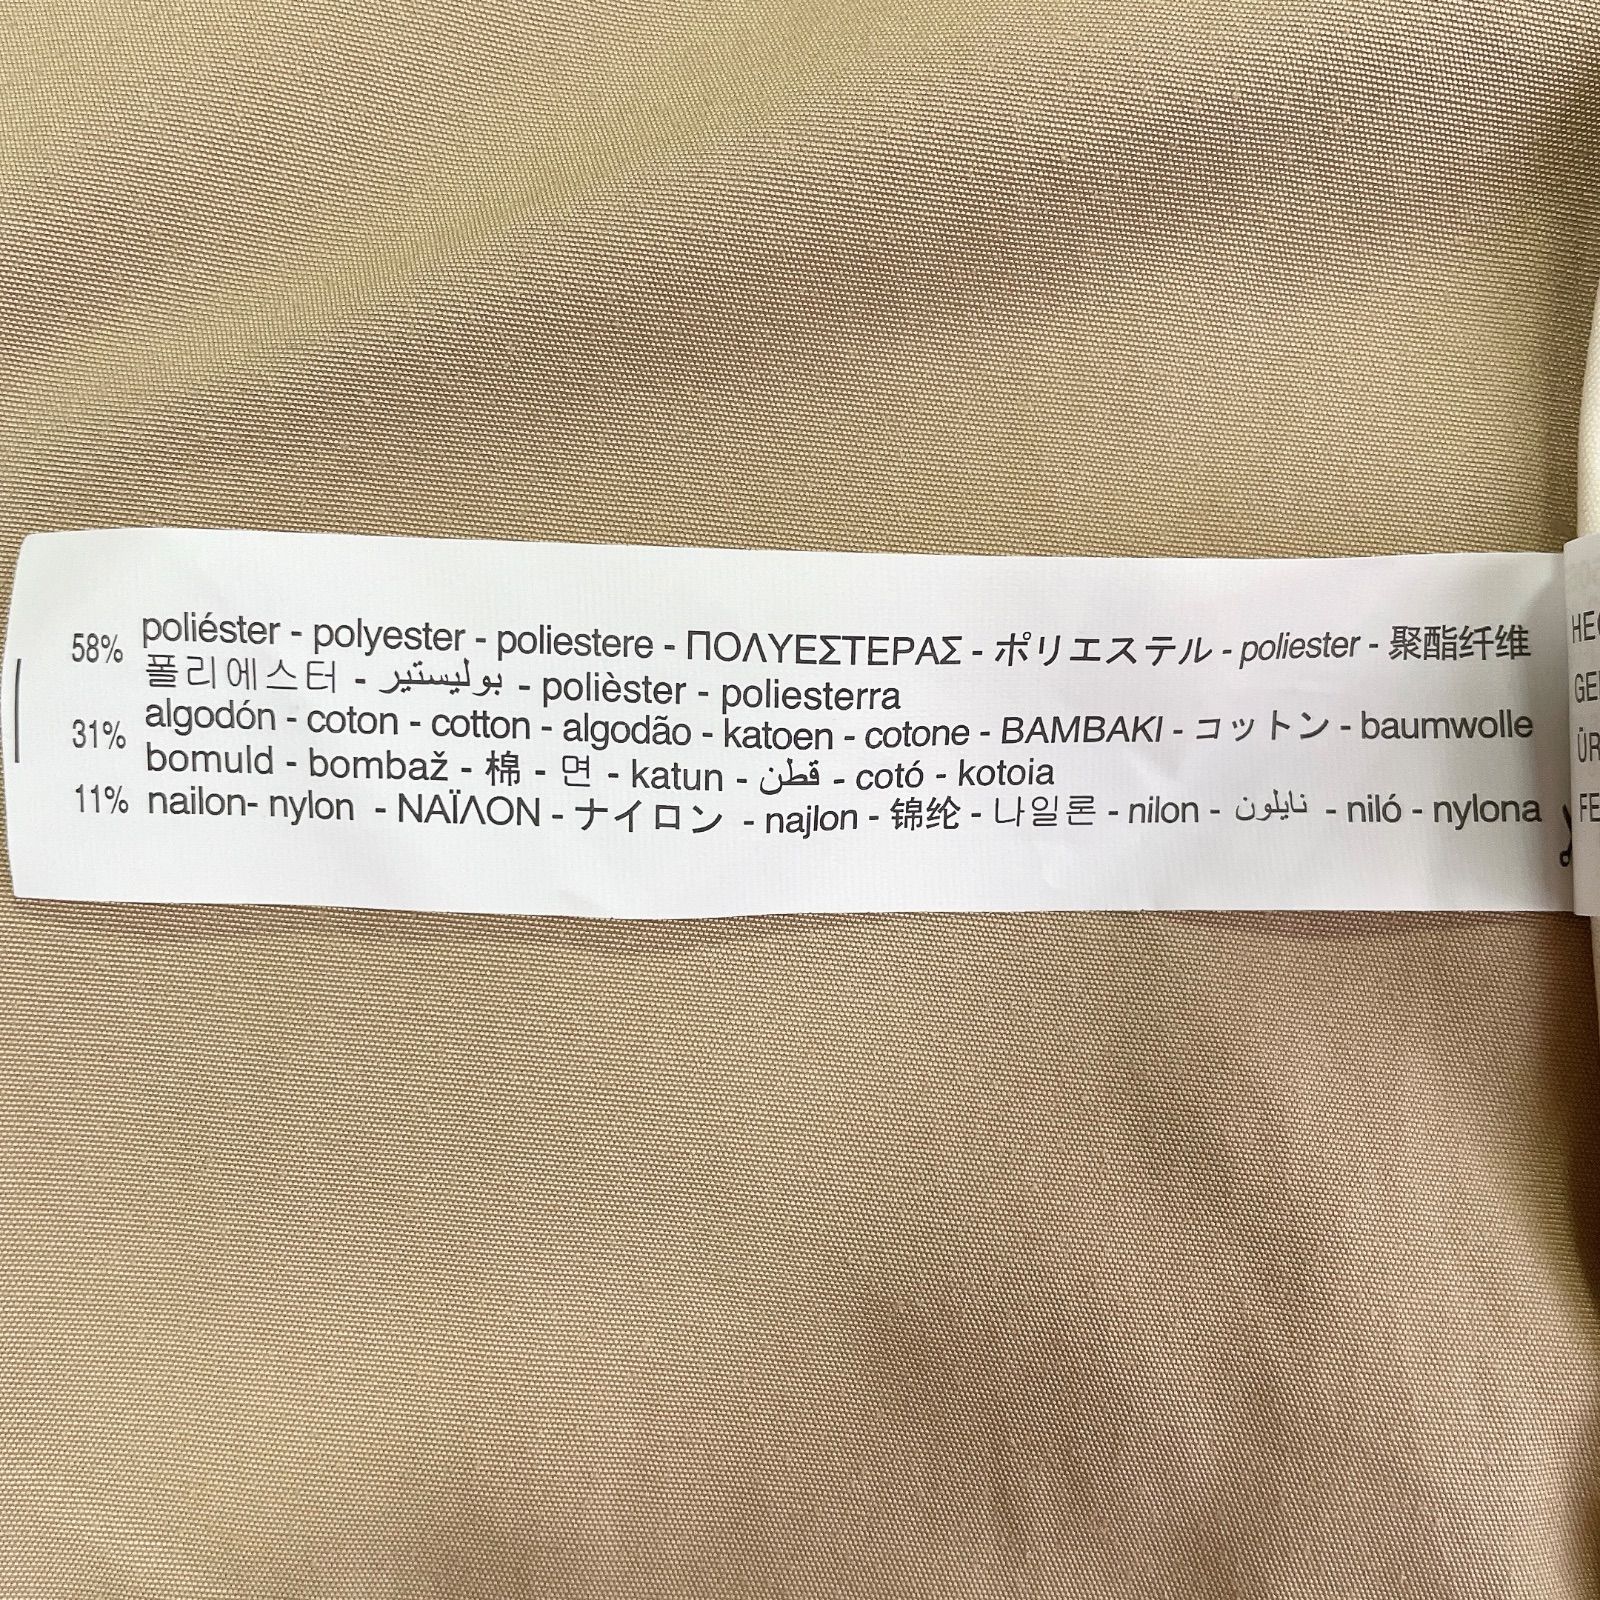 58% poliéster - polyester - poliestere - ΠΟΛΥΕΣΤΕΡΑΣ - ポリエステル - poliester - 聚酯纤维
폴리에스터 - بوليستير - polièster - poliesterra
31% algodón - coton - cotton - algodão - katoen - cotone - BAMBAKI - コットン - baumwolle
bomuld - bombaž - 棉 - 면 - katun - قطن - cotó - kotoia
11% nailon- nylon - ΝΑΪΛΟΝ - ナイロン - najlon - 锦纶 - 나일론 - nilon - نايلون - niló - nylona